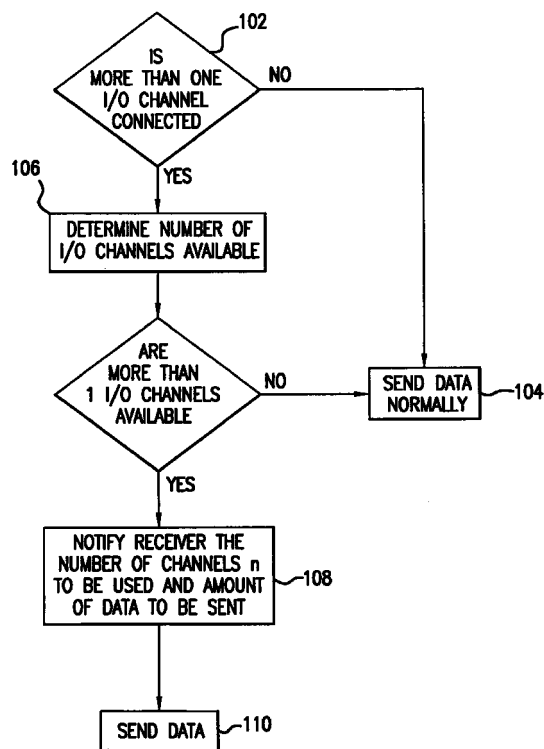 102
IS
MORE THAN ONE
I/O CHANNEL
CONNECTED
NO
YES
106
DETERMINE NUMBER OF
I/O CHANNELS AVAILABLE
ARE
MORE THAN
1 I/O CHANNELS
AVAILABLE
NO
SEND DATA
NORMALLY
104
YES
NOTIFY RECEIVER THE
NUMBER OF CHANNELS n
TO BE USED AND AMOUNT
OF DATA TO BE SENT
108
SEND DATA
110